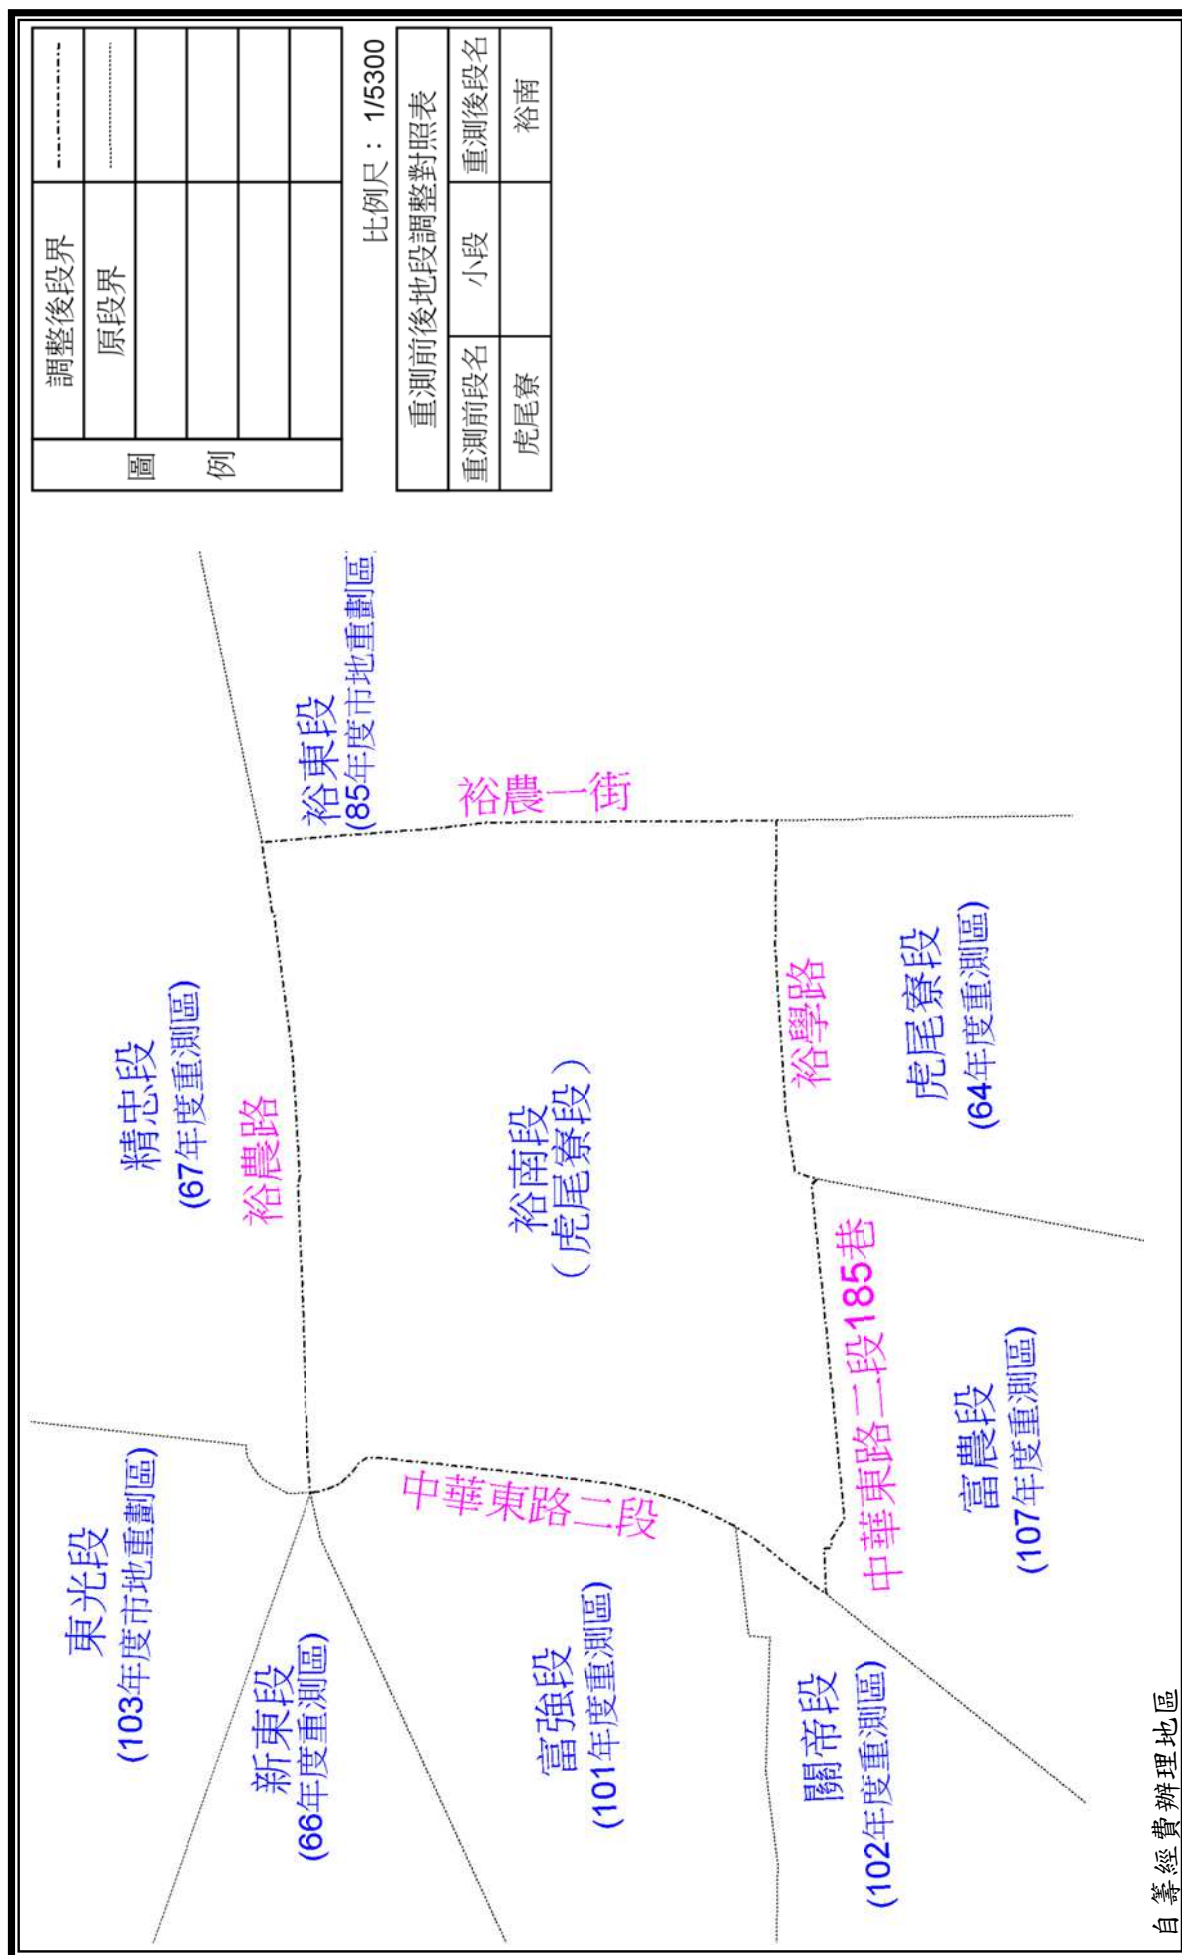 東光段
(103年度市地重劃區)
精忠段
(67年度重測區)
裕農路
新東段
(66年度重測區)
裕東段
(85年度市地重劃區
裕農一街
中華東路二段
裕南段
（虎尾寮段）
富強段
(101年度重測區)
裕學路
關帝段
(102年度重測區)
中華東路二段185巷
虎尾寮段
(64年度重測區)
富農段
(107年度重測區)
圖例
調整後段界
原段界
比例尺：1/5300
重測前後地段調整對照表
重測前段名 小段 重測後段名
虎尾寮 裕南
自籌經費辦理地區